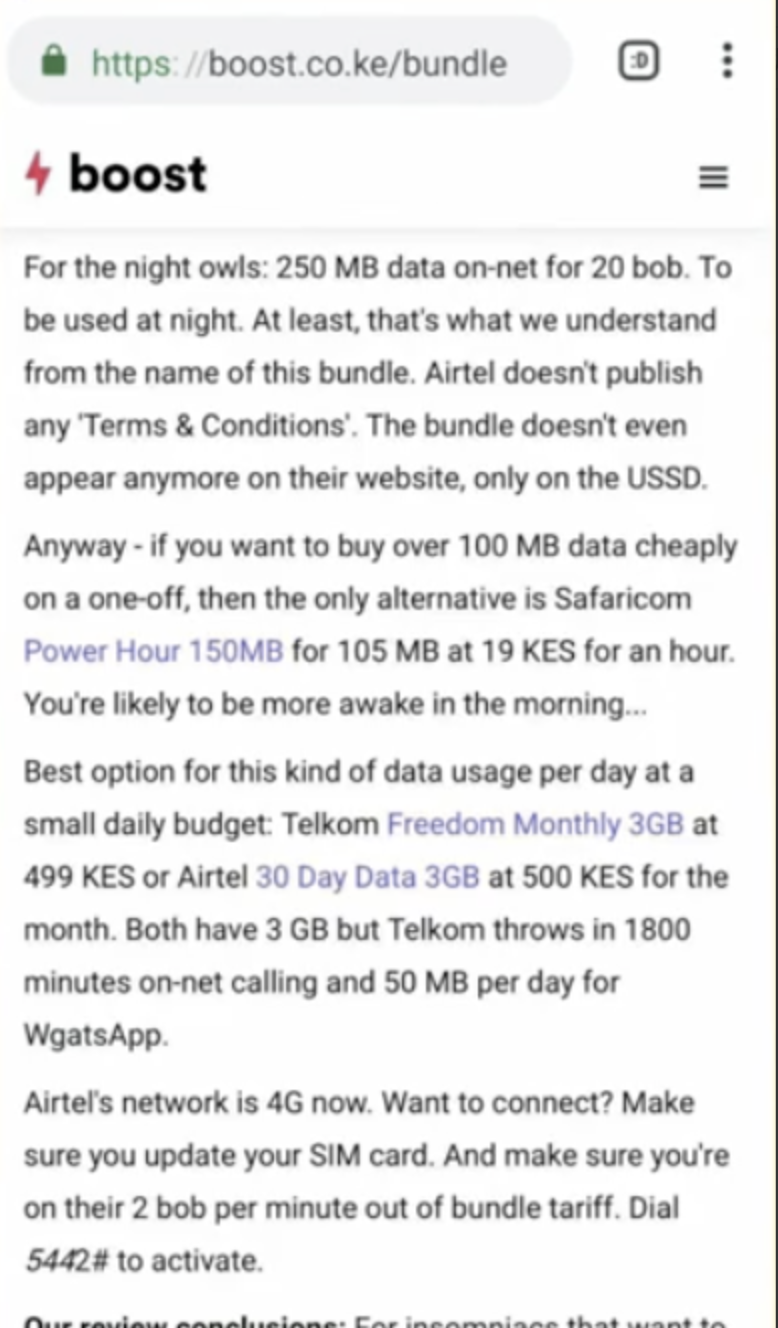 https://boost.co.ke/bundle
:D
boost
For the night owls: 250 MB data on-net for 20 bob. To
be used at night. At least, that's what we understand
from the name of this bundle. Airtel doesn't publish
any 'Terms & Conditions'. The bundle doesn't even
appear anymore on their website, only on the USSD.
Anyway - if you want to buy over 100 MB data cheaply
on a one-off, then the only alternative is Safaricom
Power Hour 150MB for 105 MB at 19 KES for an hour.
You're likely to be more awake in the morning...
Best option for this kind of data usage per day at a
small daily budget: Telkom Freedom Monthly 3GB at
499 KES or Airtel 30 Day Data 3GB at 500 KES for the
month. Both have 3 GB but Telkom throws in 1800
minutes on-net calling and 50 MB per day for
WgatsApp.
Airtel's network is 4G now. Want to connect? Make
sure you update your SIM card. And make sure you're
on their 2 bob per minute out of bundle tariff. Dial
5442# to activate.
Our review conclusions: For insomniacs that want to